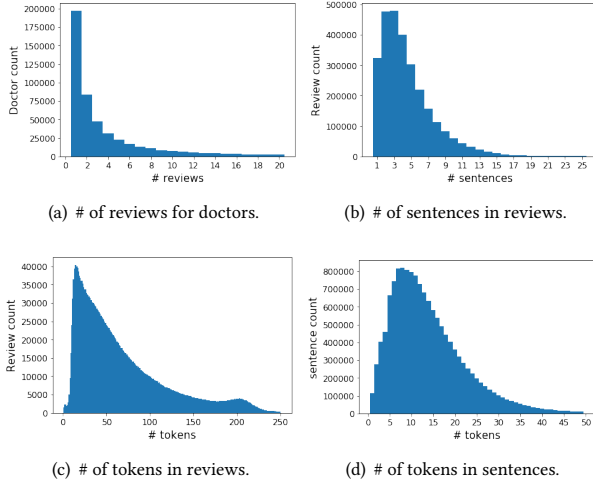 200000
175000
150000
125000
100000
75000
50000
25000
0
Doctor count
0 2 4 6 8 10 12 14 16 18 20
# reviews
(a) # of reviews for doctors.
500000
400000
300000
200000
100000
0
Review count
1 3 5 7 9 11 13 15 17 19 21 23 25
# sentences
(b) # of sentences in reviews.
40000
35000
30000
25000
20000
15000
10000
5000
0
Review count
0 50 100 150 200 250
# tokens
(c) # of tokens in reviews.
800000
700000
600000
500000
400000
300000
200000
100000
0
sentence count
0 5 10 15 20 25 30 35 40 45 50
# tokens
(d) # of tokens in sentences.